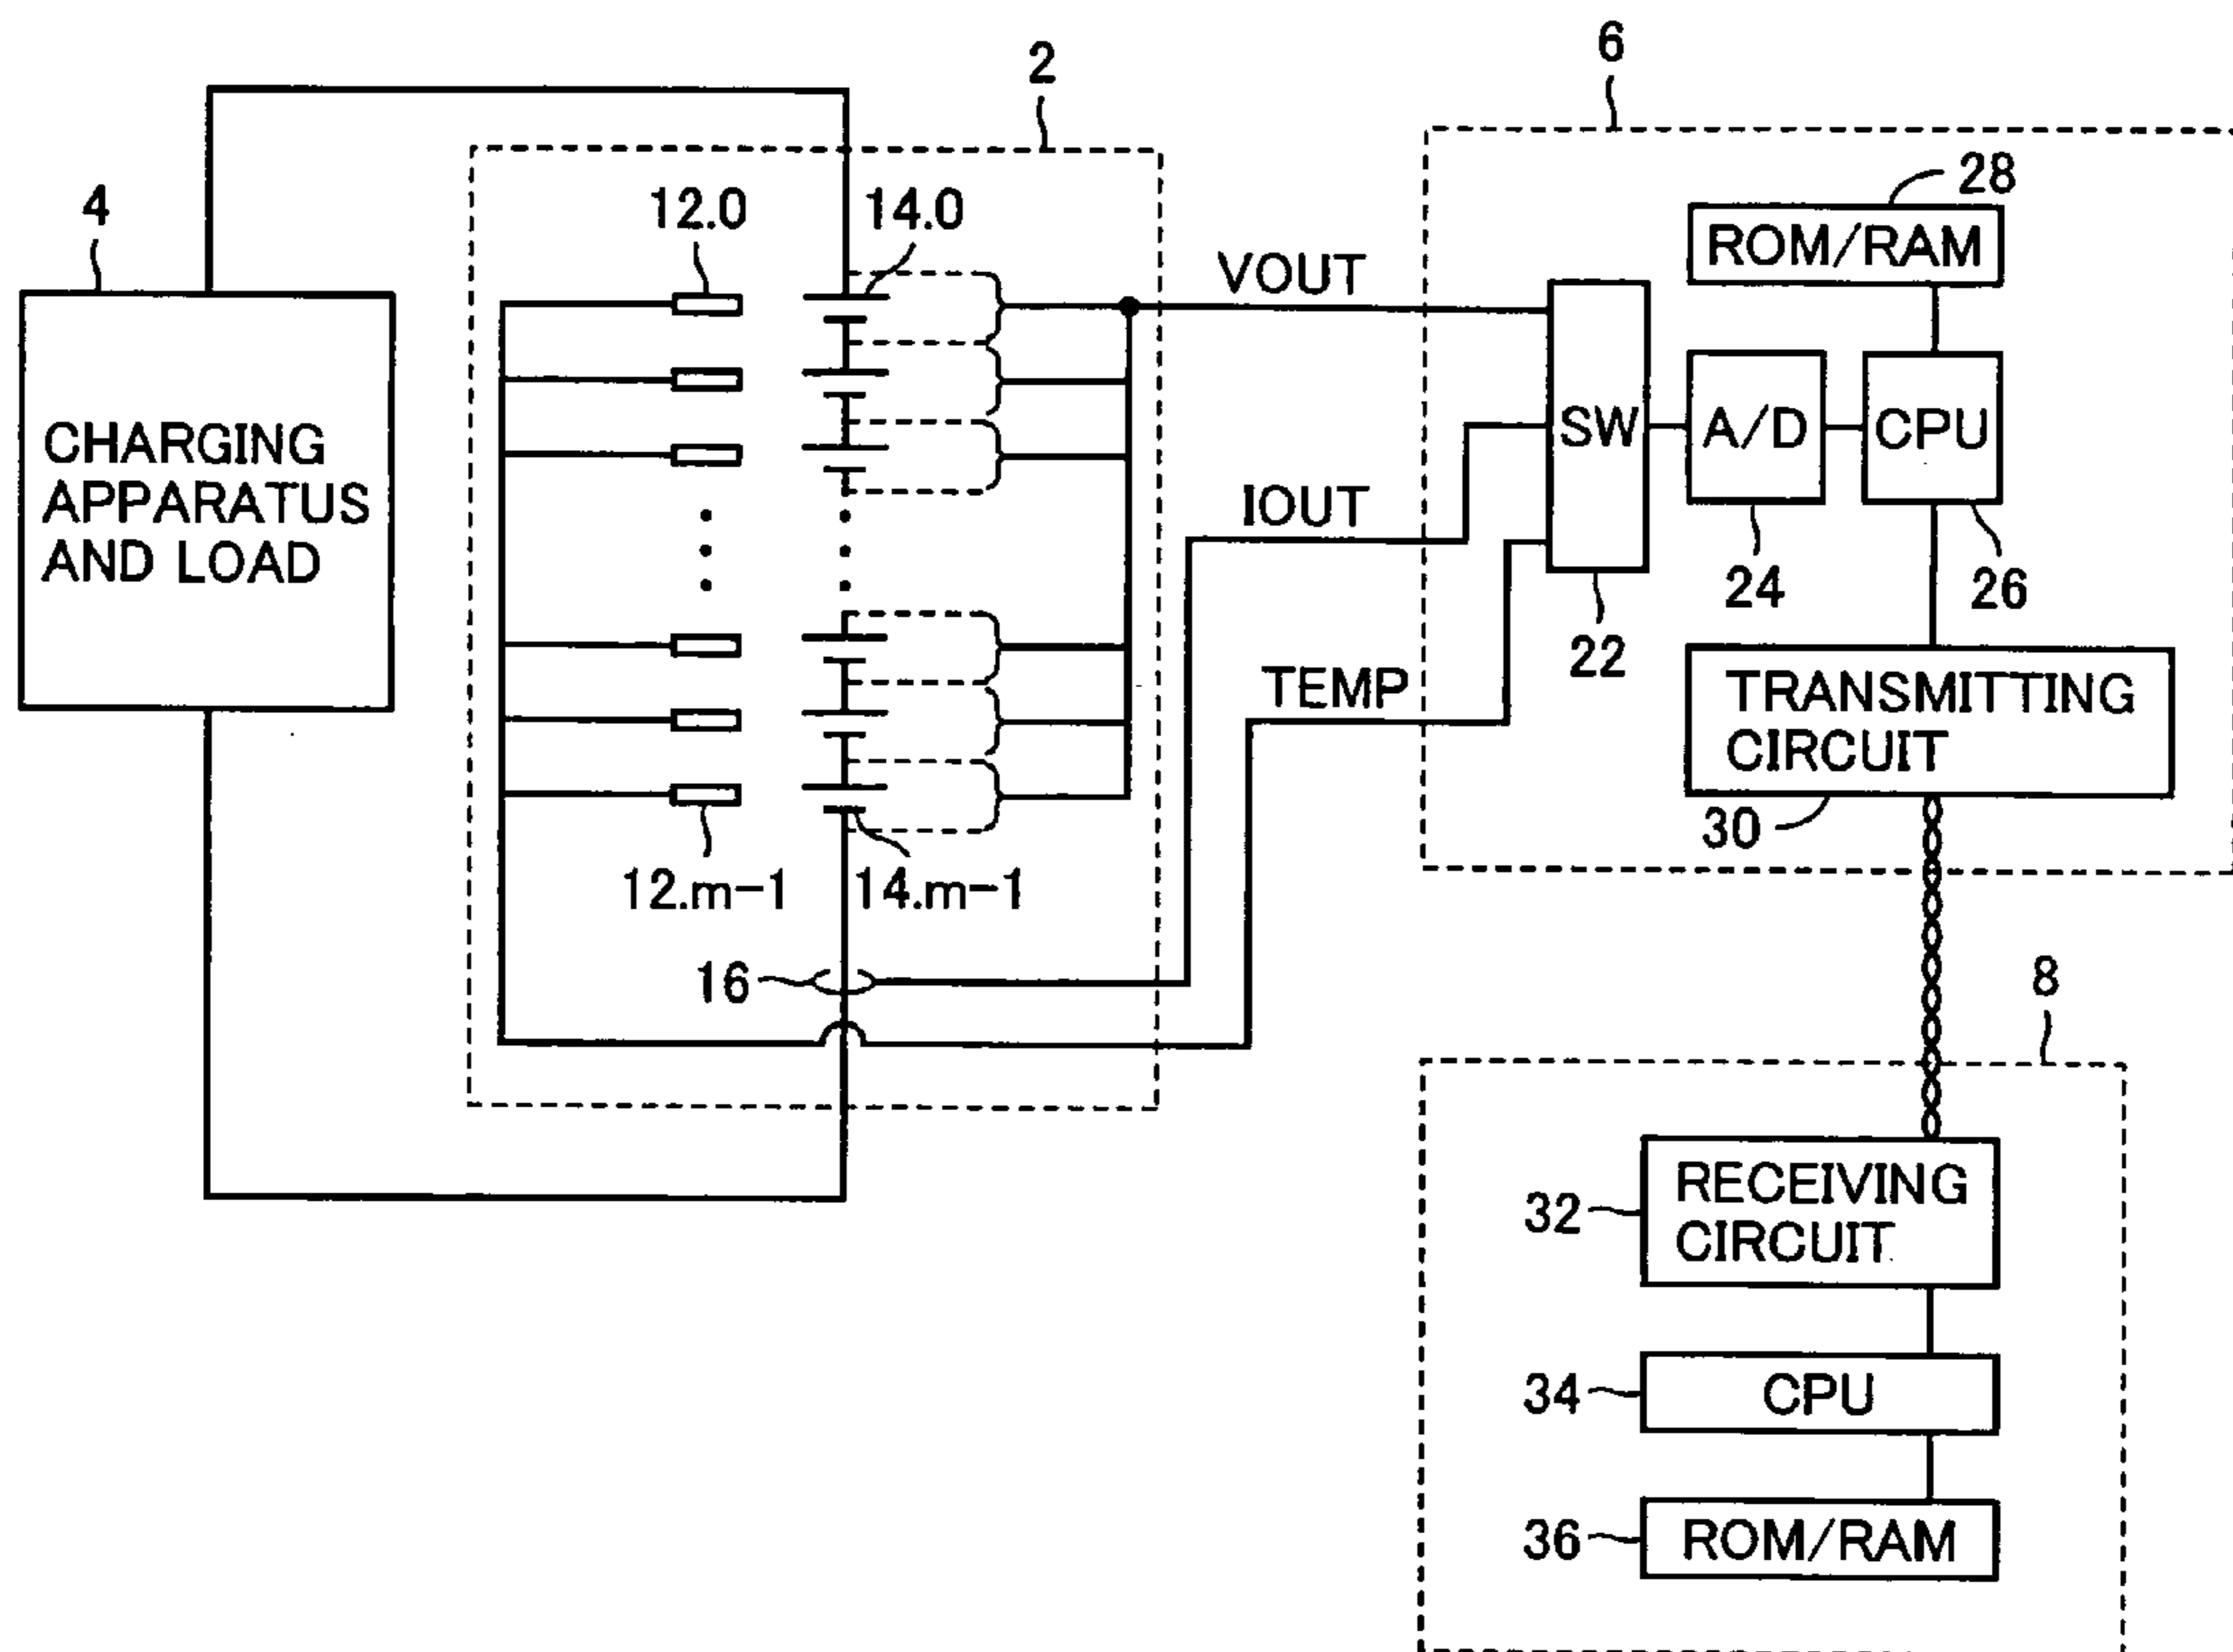 6
2
28
4
12.0
14.0
ROM/RAM
VOUT
CHARGING
APPARATUS
AND LOAD
SW
A/D
CPU
IOUT
24
26
22
TEMP
TRANSMITTING
CIRCUIT
30
12.m-1
14.m-1
16
8
RECEIVING
CIRCUIT
32
34
CPU
36
ROM/RAM